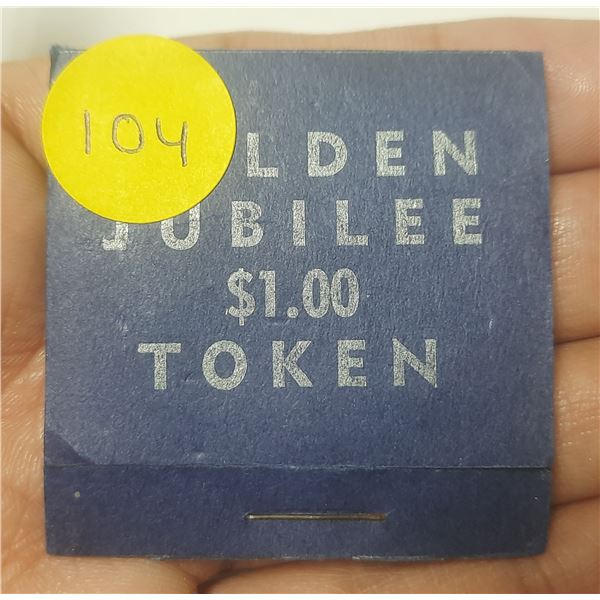 104
LDEN
JUBILEE
$1.00
TOKEN